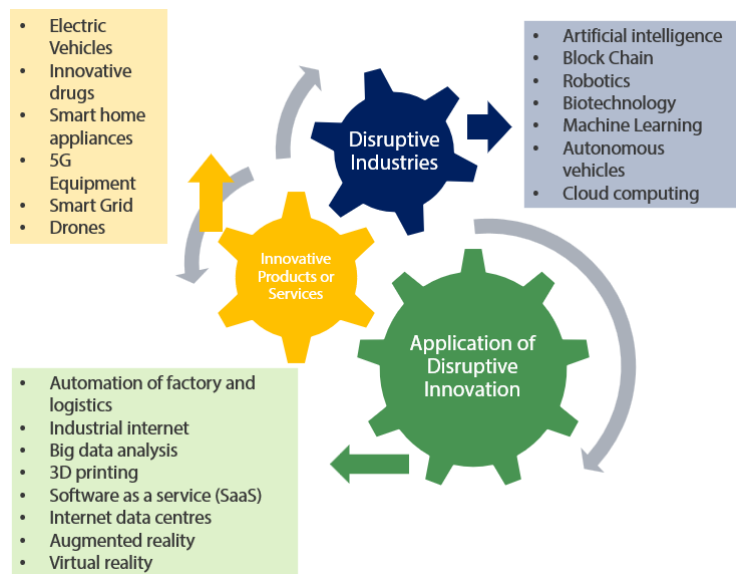 • Electric
Vehicles
• Innovative
drugs
• Smart home
appliances
• 5G
Equipment
• Smart Grid
• Drones
Disruptive
Industries
• Artificial intelligence
• Block Chain
• Robotics
• Biotechnology
• Machine Learning
• Autonomous
vehicles
• Cloud computing
Innovative
Products or
Services
Application of
Disruptive
Innovation
• Automation of factory and
logistics
• Industrial internet
• Big data analysis
• 3D printing
• Software as a service (SaaS)
• Internet data centres
• Augmented reality
• Virtual reality